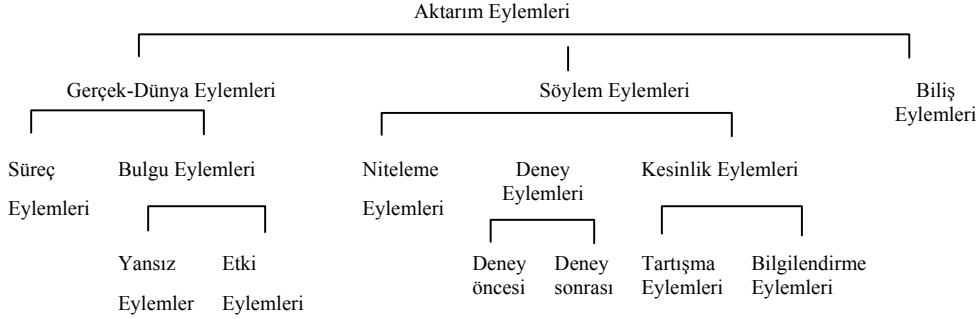 Aktarım Eylemleri
Gerçek-Dünya Eylemleri
Söylem Eylemleri
Biliş
Eylemleri
Süreç
Eylemleri
Bulgu Eylemleri
Niteleme
Eylemleri
Deney
Eylemleri
Kesinlik Eylemleri
Yansız
Eylemler
Etki
Eylemleri
Deney
öncesi
Deney
sonrası
Tartışma
Eylemleri
Bilgilendirme
Eylemleri